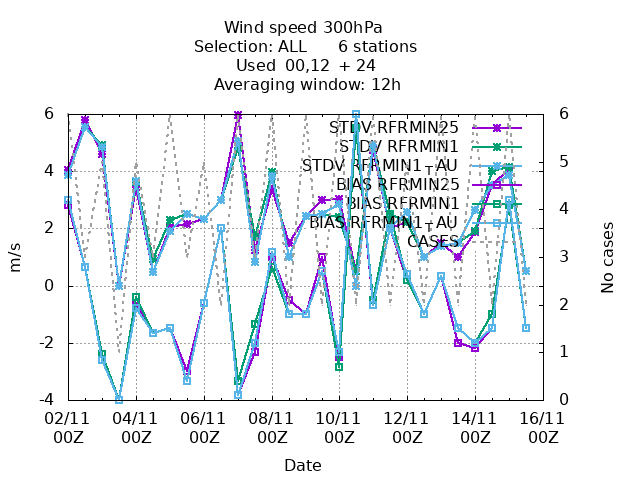 Wind speed 300hPa
Selection: ALL 6 stations
Used 00,12 + 24
Averaging window: 12h
STDV RFRMIN25
STDV RFRMIN1
STDV RFRMIN1_AU
BIAS RFRMIN25
BIAS RFRMIN1
BIAS RFRMIN1_AU
CASES
6
4
2
0
-2
-4
m/s
6
5
4
3
2
1
0
No cases
02/11 04/11 06/11 08/11 10/11 12/11 14/11 16/11
00Z 00Z 00Z 00Z 00Z 00Z 00Z 00Z
Date